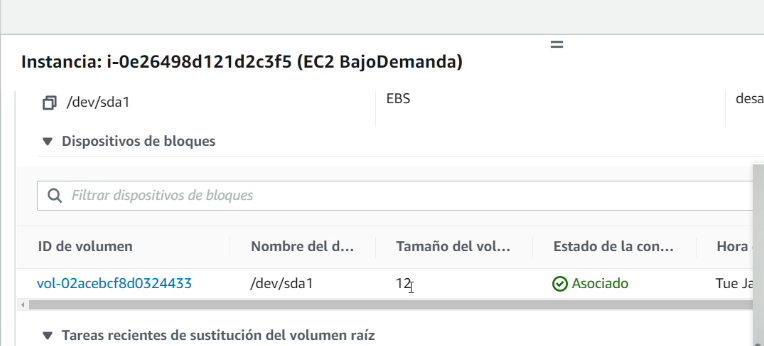 Instancia: i-0e26498d121d2c3f5 (EC2 BajoDemanda)
/dev/sda1 EBS desa
Dispositivos de bloques
Filtrar dispositivos de bloques
ID de volumen Nombre del d... Tamaño del vol... Estado de la con... Hora
vol-02acebcf8d0324433 /dev/sda1 12 Asociado Tue Ja
Tareas recientes de sustitución del volumen raíz